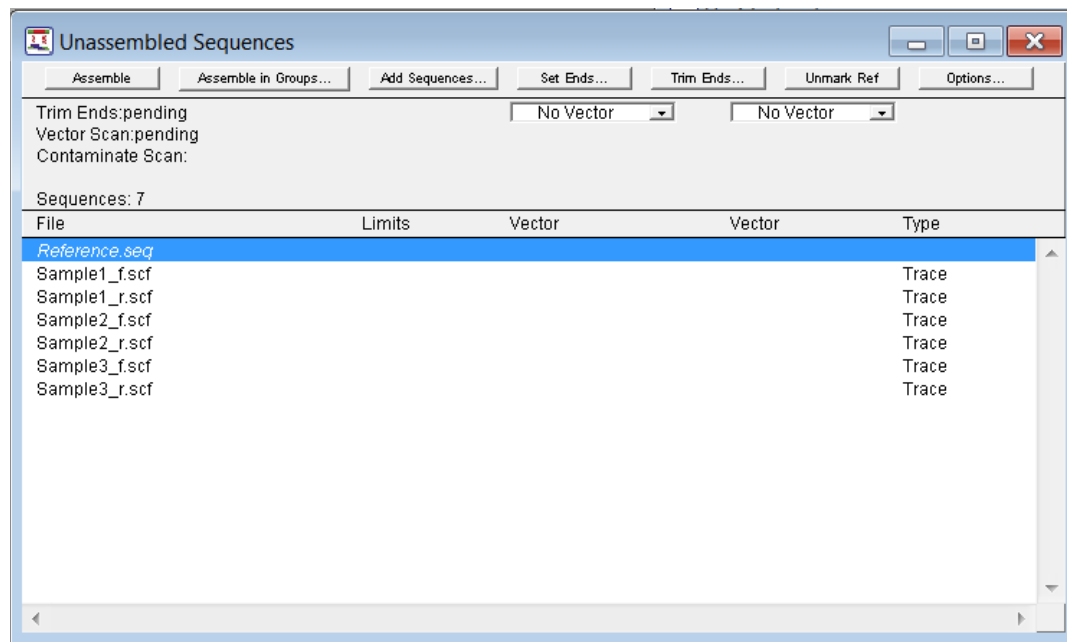 Unassembled Sequences
Assemble Assemble in Groups... Add Sequences... Set Ends... Trim Ends... Unmark Ref Options...
Trim Ends:pending No Vector No Vector
Vector Scan:pending
Contaminate Scan:
Sequences: 7
File Limits Vector Vector Type
Reference.seq
Sample1_f.scf Trace
Sample1_r.scf Trace
Sample2_f.scf Trace
Sample2_r.scf Trace
Sample3_f.scf Trace
Sample3_r.scf Trace